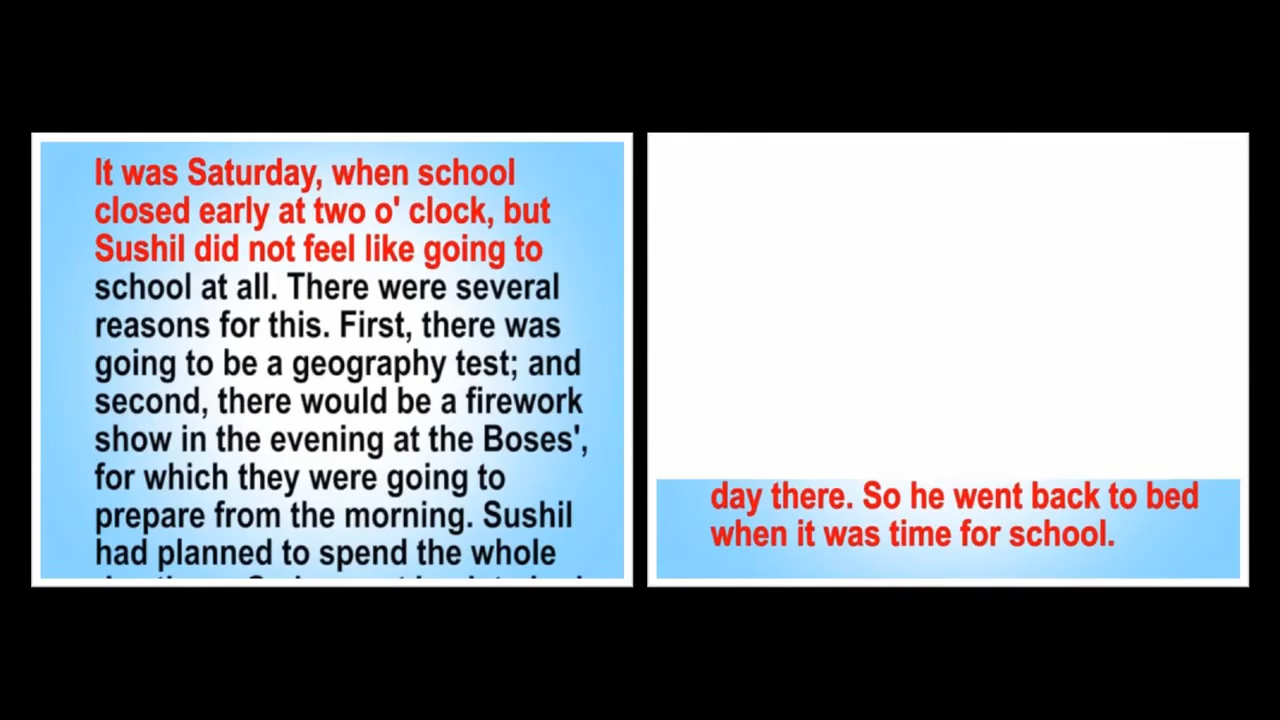 It was Saturday, when school
closed early at two o' clock, but
Sushil did not feel like going to
school at all. There were several
reasons for this. First, there was
going to be a geography test; and
second, there would be a firework
show in the evening at the Boses',
for which they were going to
prepare from the morning. Sushil
had planned to spend the whole
day there. So he went back to bed
when it was time for school.